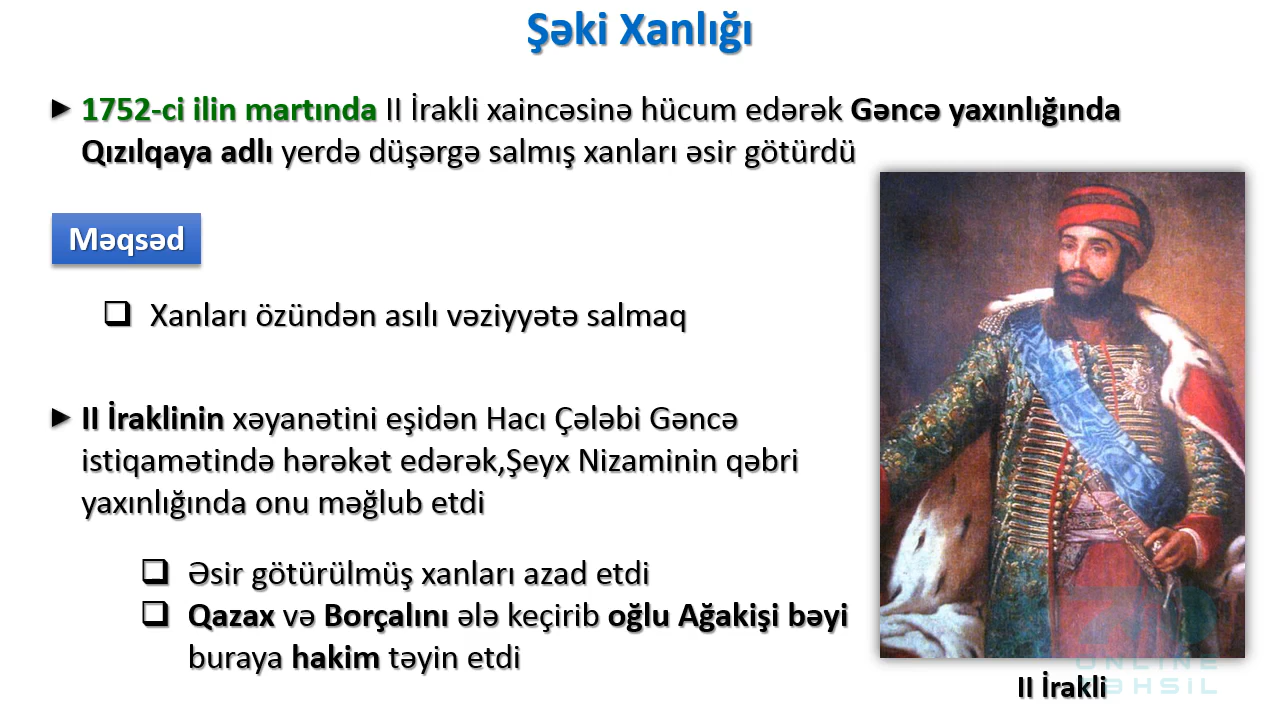 Şəki Xanlığı
1752-ci ilin martında II İrakli xaincəsinə hücum edərək Gəncə yaxınlığında
Qızılqaya adlı yerdə düşərgə salmış xanları əsir götürdü
Məqsəd
Xanları özündən asılı vəziyyətə salmaq
II İraklinin xəyanətini eşidən Hacı Çələbi Gəncə
istiqamətində hərəkət edərək,Şeyx Nizaminin qəbri
yaxınlığında onu məğlub etdi
Əsir götürülmüş xanları azad etdi
Qazax və Borçalını ələ keçirib oğlu Ağakişi bəyi
buraya hakim təyin etdi
ONLINE
TƏHSİL
II İrakli